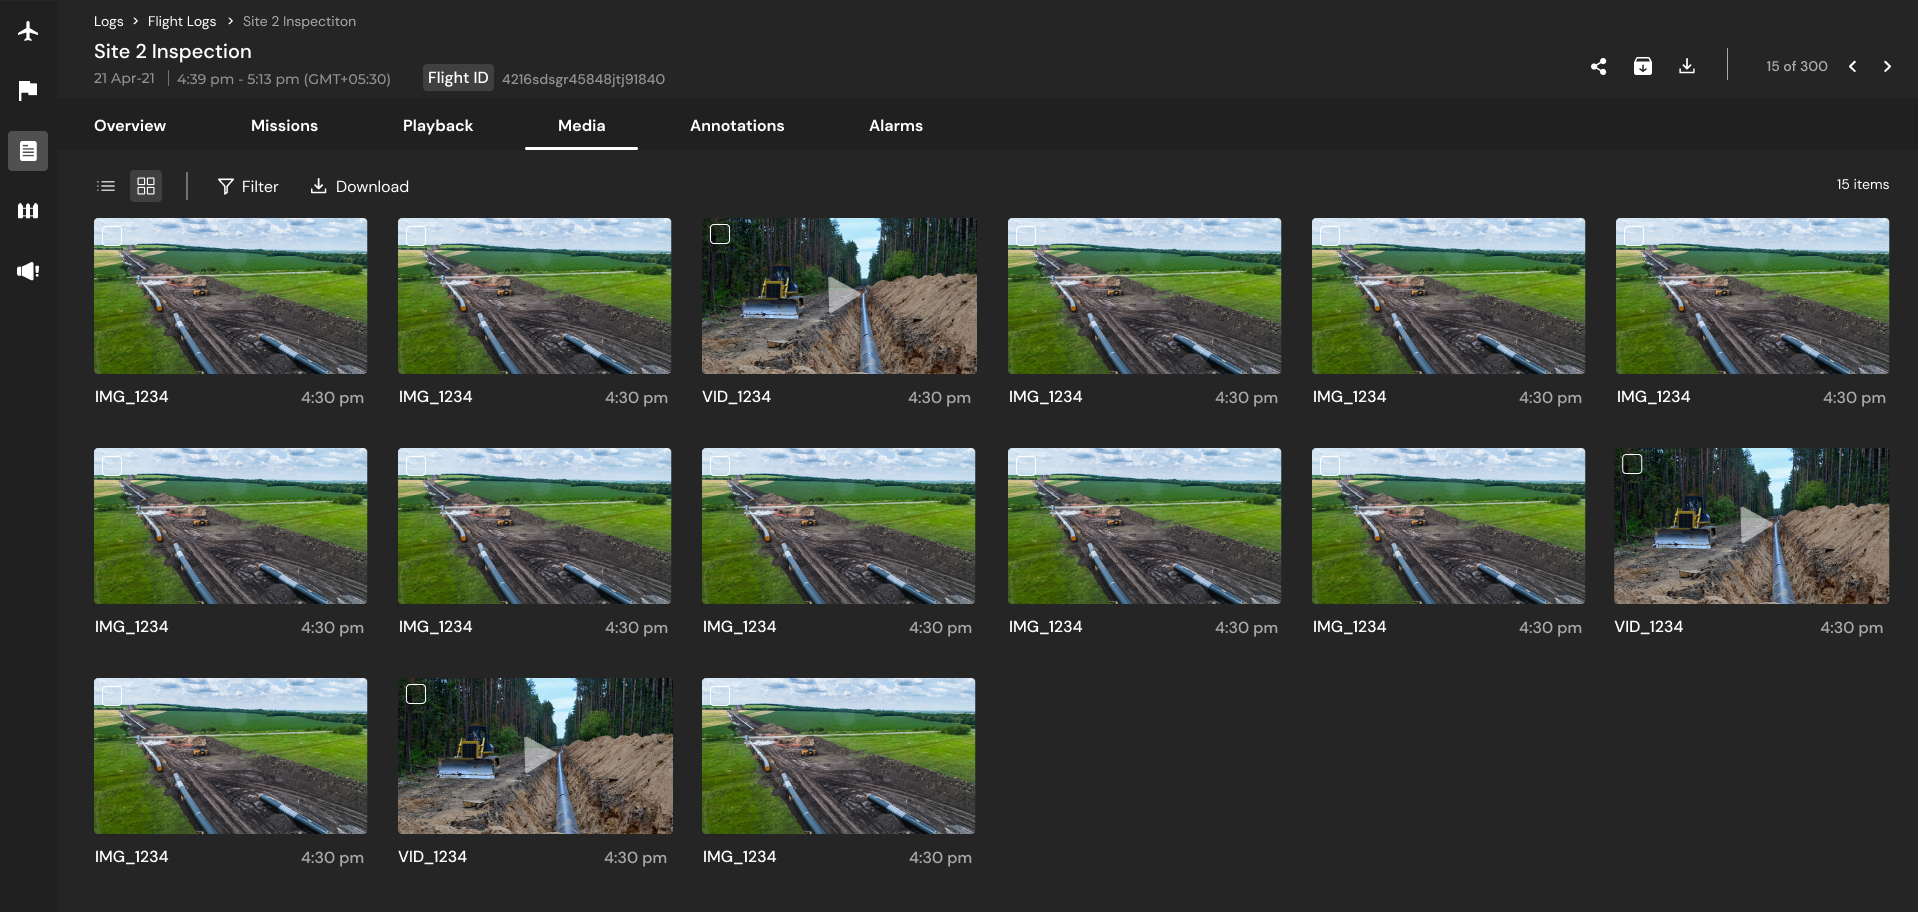 Logs > Flight Logs > Site 2 Inspectiton
Site 2 Inspection
21 Apr-21 | 4:39 pm - 5:13 pm (GMT+05:30) Flight ID 4216sdsgr45848jtj91840
15 of 300
Overview Missions Playback Media Annotations Alarms
Filter Download 15 items
IMG_1234 4:30 pm IMG_1234 4:30 pm VID_1234 4:30 pm IMG_1234 4:30 pm IMG_1234 4:30 pm IMG_1234 4:30 pm
IMG_1234 4:30 pm IMG_1234 4:30 pm IMG_1234 4:30 pm IMG_1234 4:30 pm IMG_1234 4:30 pm VID_1234 4:30 pm
IMG_1234 4:30 pm VID_1234 4:30 pm IMG_1234 4:30 pm